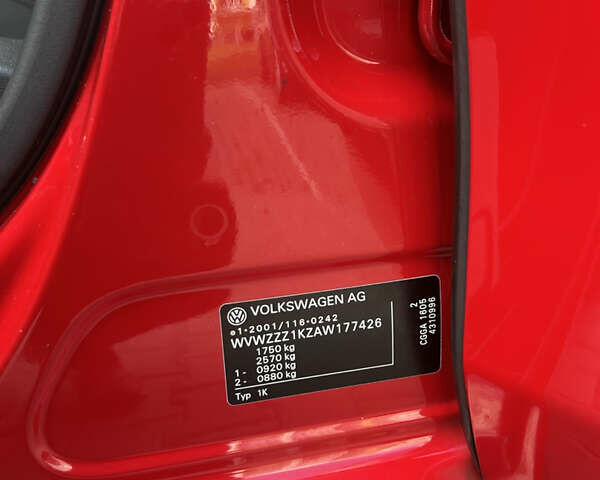 VOLKSWAGEN AG
e1*2001/116*0242
WVWZZZ1KZAW177426
1750 kg
2570 kg
1 - 0920 kg
2 - 0880 kg
Typ 1K
2
CGGA 1605
4310996